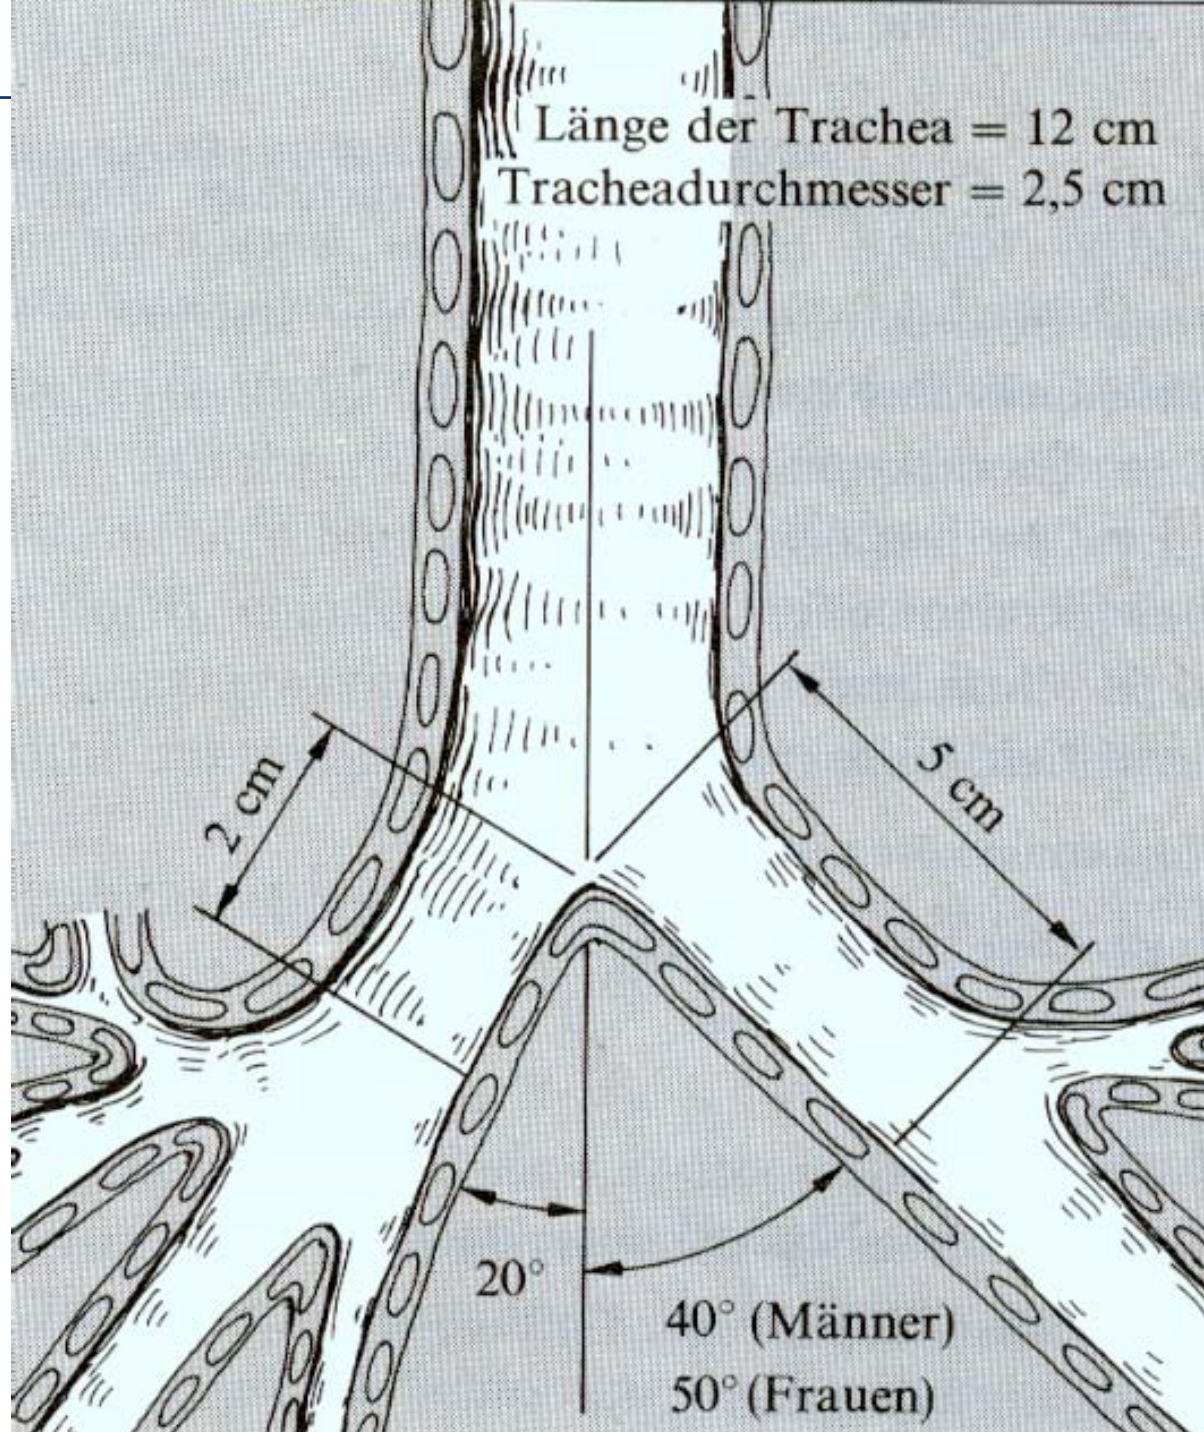 Länge der Trachea = 12 cm
Tracheadurchmesser = 2,5 cm
2 cm
5 cm
20°
40° (Männer)
50° (Frauen)